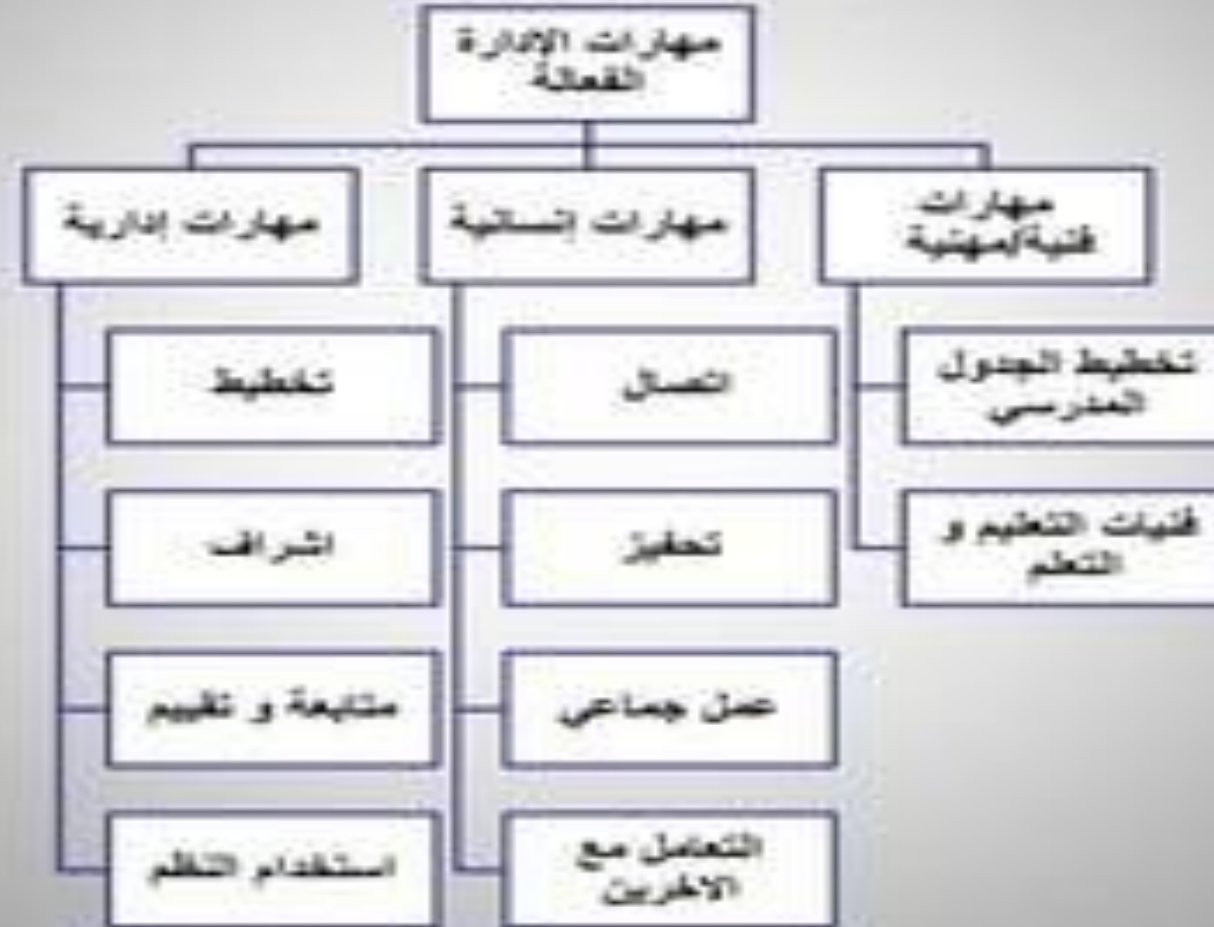 مهارات الإدارة
الفعالة
مهارات
فنية/مهنية
مهارات إنسانية
مهارات إدارية
تخطيط الجدول
المدرسي
اتصال
تخطيط
فنيات التعليم و
التعلم
تحفيز
اشراف
عمل جماعي
متابعة و تقييم
التعامل مع
الاخرين
استخدام النظم